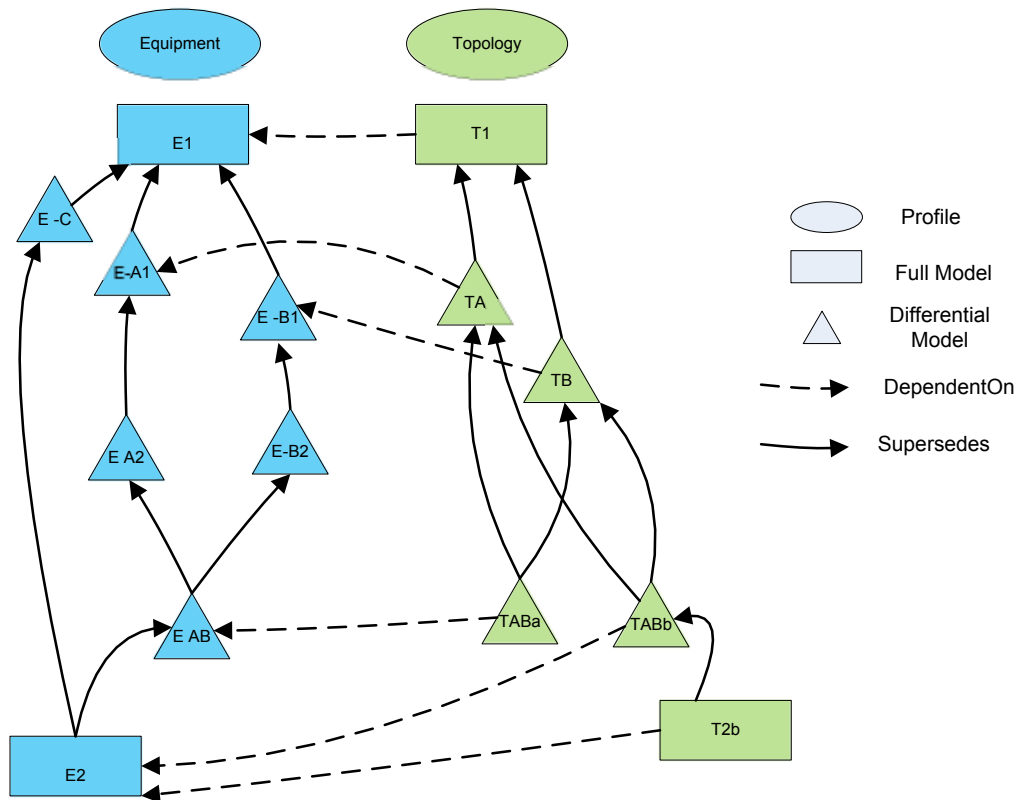 Equipment
Topology
E1
T1
E -C
Profile
E-A1
Full Model
TA
E -B1
Differential
Model
TB
DependentOn
E A2
E-B2
Supersedes
TABa
TABb
E AB
T2b
E2